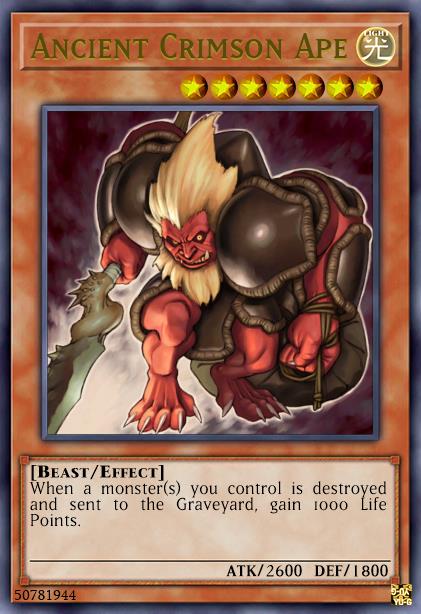 ANCIENT CRIMSON APE
LIGHT
光
[BEAST/EFFECT]
When a monster(s) you control is destroyed
and sent to the Graveyard, gain 1000 Life
Points.
ATK/2600 DEF/1800
50781944